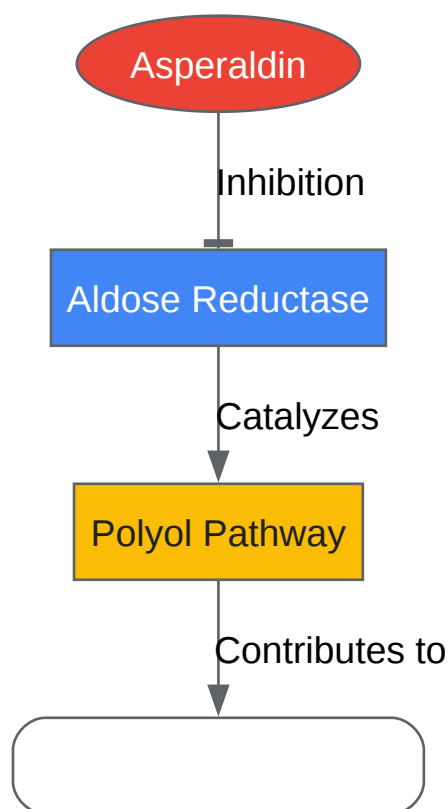 Asperaldin
Inhibition
Aldose Reductase
Catalyzes
Polyol Pathway
Contributes to